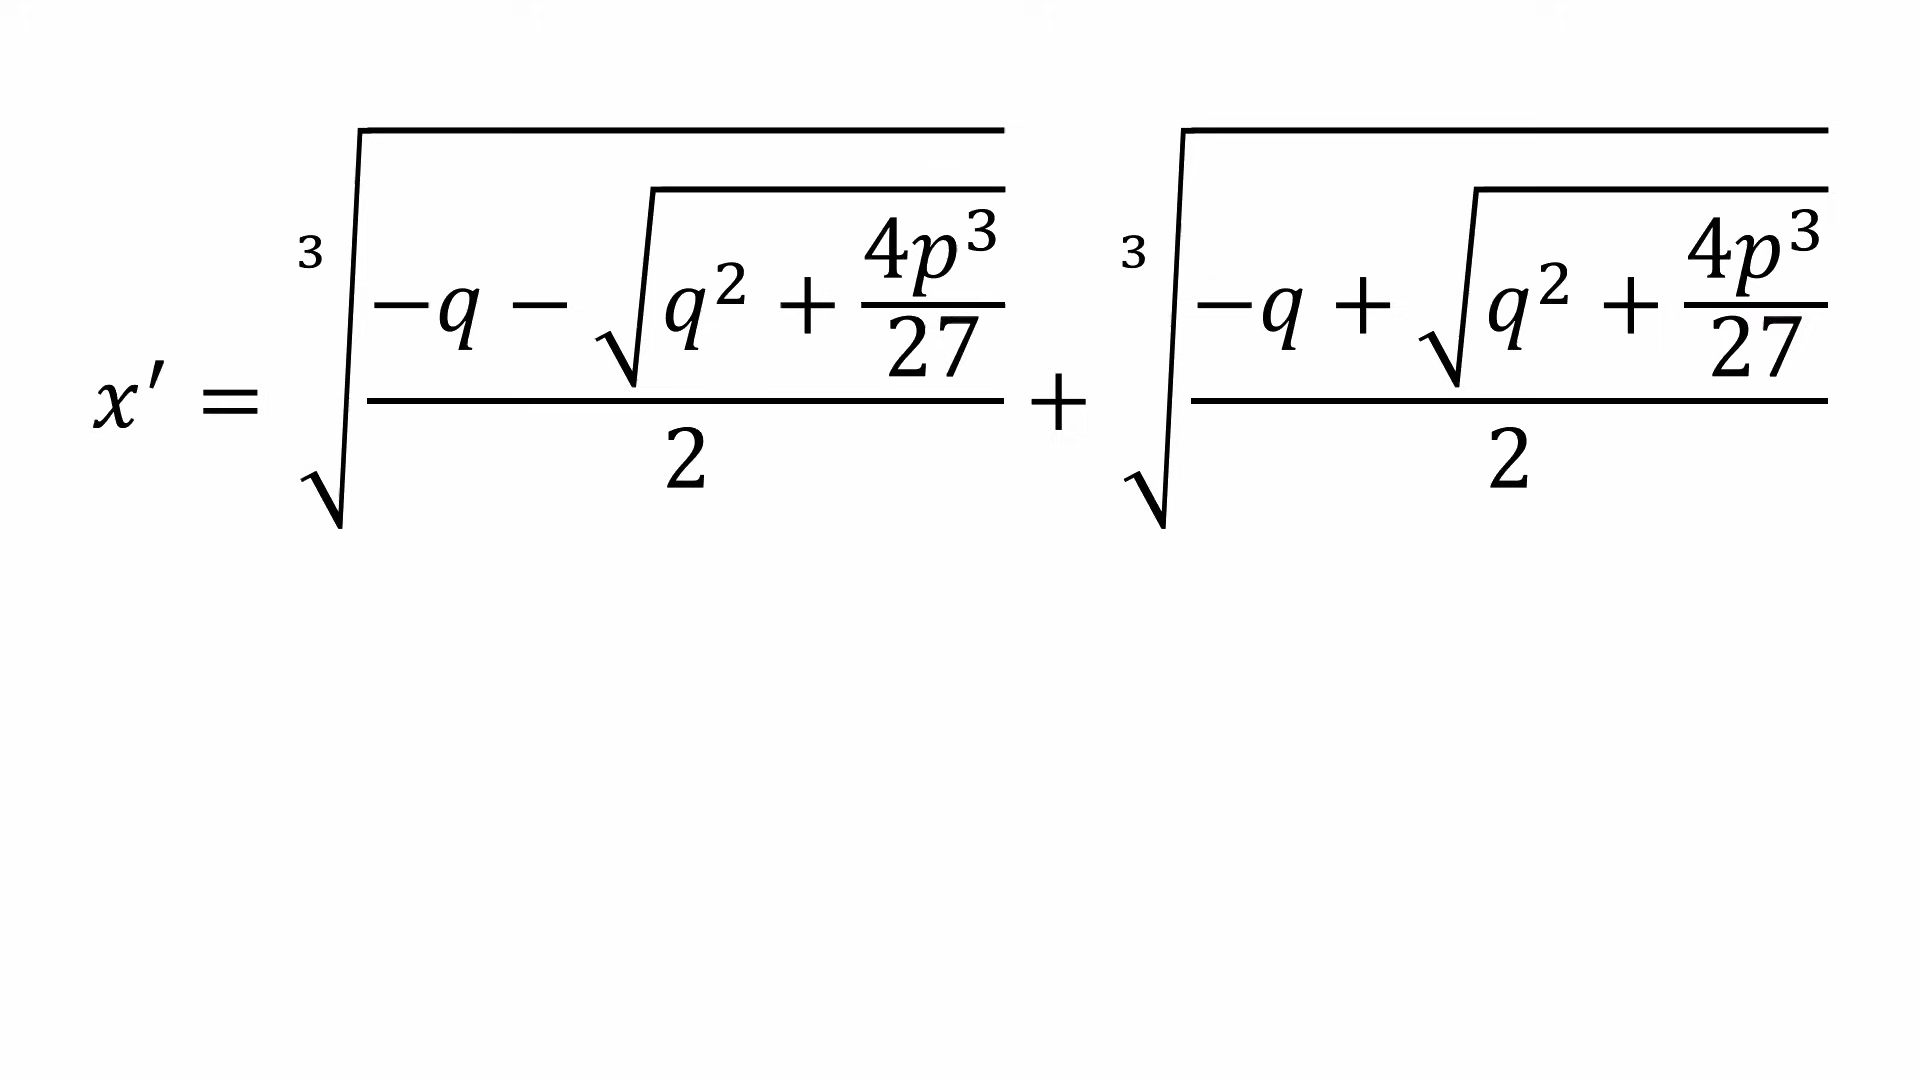 x′ = ∛((−q − √(q² + 4p³/27))/2) + ∛((−q + √(q² + 4p³/27))/2)